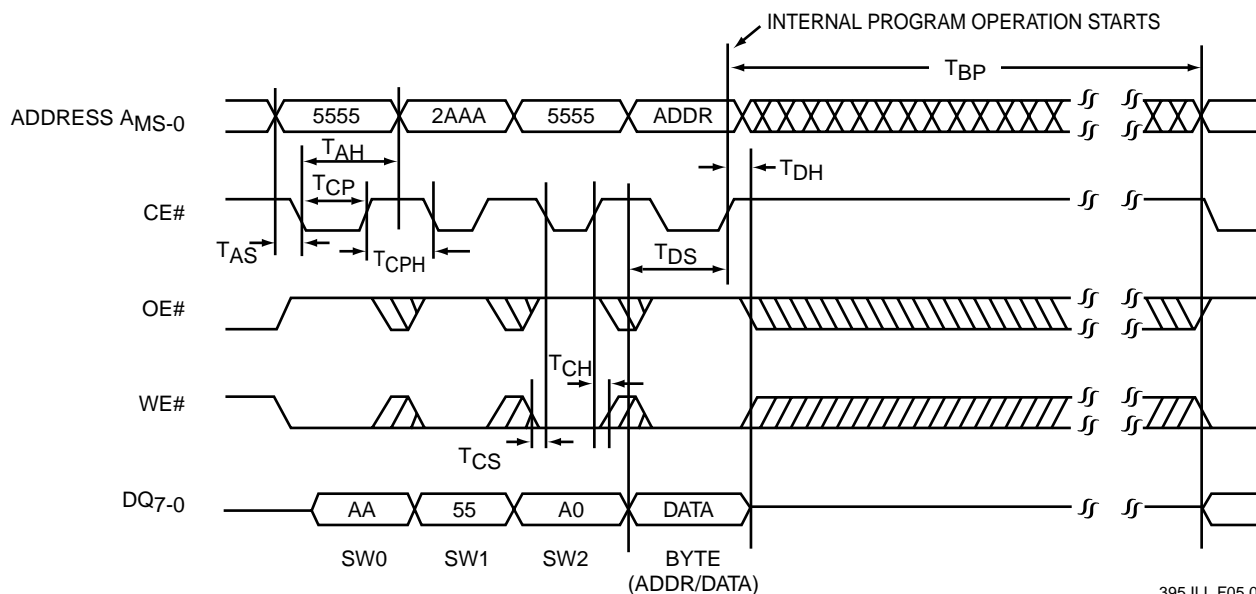 INTERNAL PROGRAM OPERATION STARTS
TBP
ADDRESS AMS-0
5555
2AAA
5555
ADDR
TAH
TDH
TCP
CE#
TAS
TCPH
TDS
OE#
TCH
WE#
TCS
DQ7-0
AA
55
A0
DATA
SW0
SW1
SW2
BYTE
(ADDR/DATA)